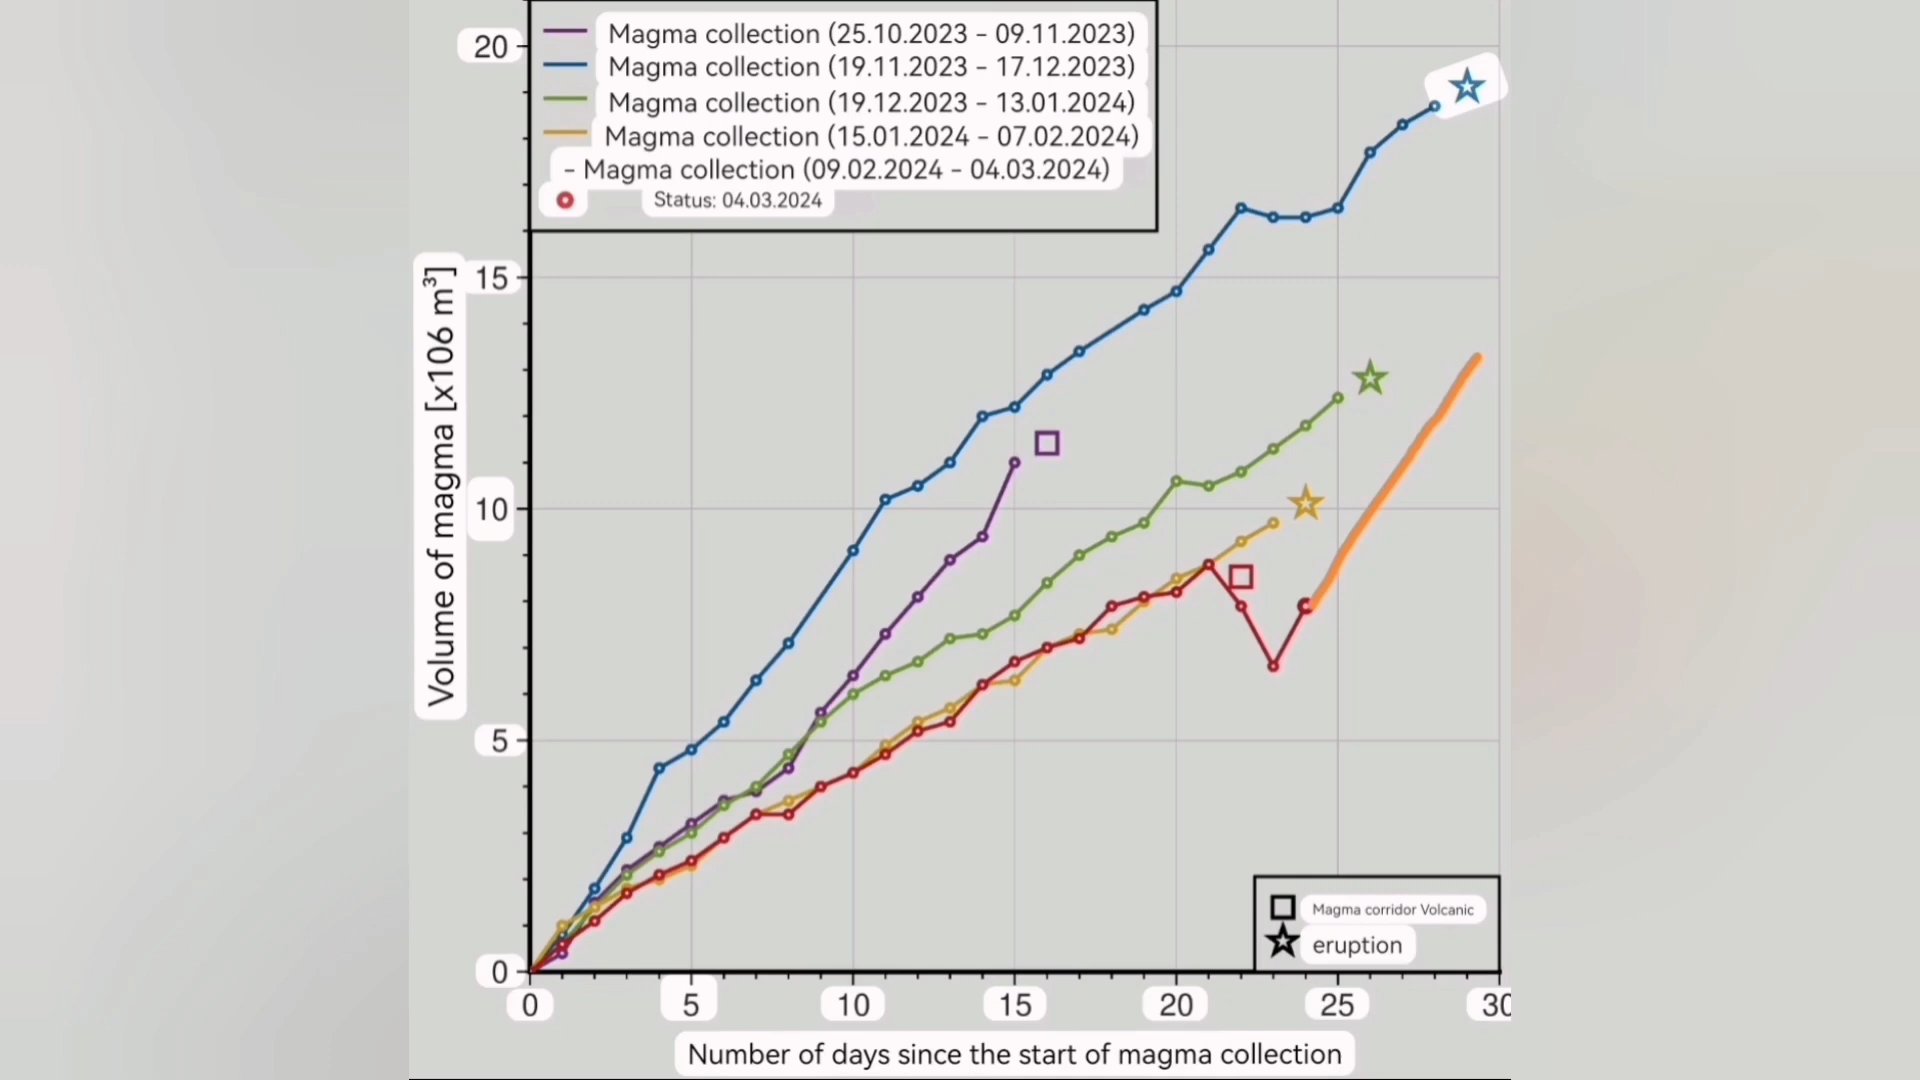 Magma collection (25.10.2023 - 09.11.2023)
Magma collection (19.11.2023 - 17.12.2023)
Magma collection (19.12.2023 - 13.01.2024)
Magma collection (15.01.2024 - 07.02.2024)
- Magma collection (09.02.2024 - 04.03.2024)
Status: 04.03.2024
Volume of magma [x106 m³]
20
15
10
5
0
Magma corridor Volcanic
eruption
0 5 10 15 20 25 30
Number of days since the start of magma collection